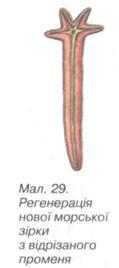 Мал. 29.
Регенерація
нової морської
зірки
з відрізаного
променя